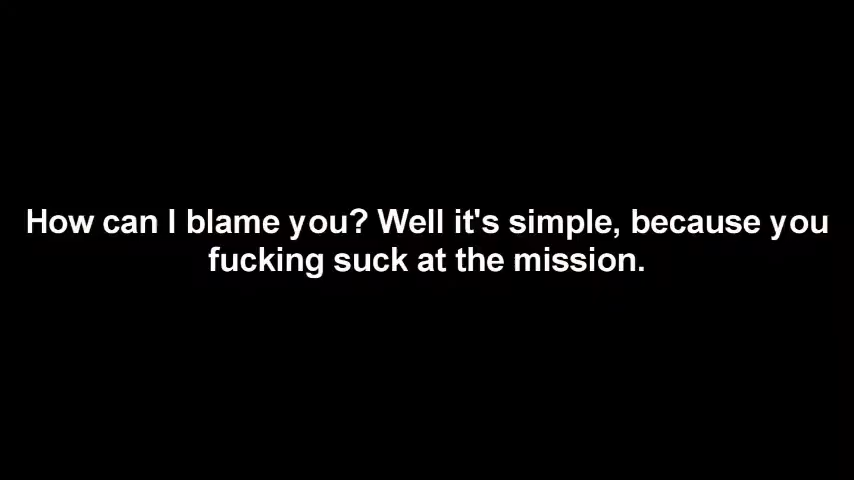 How can I blame you? Well it's simple, because you
fucking suck at the mission.